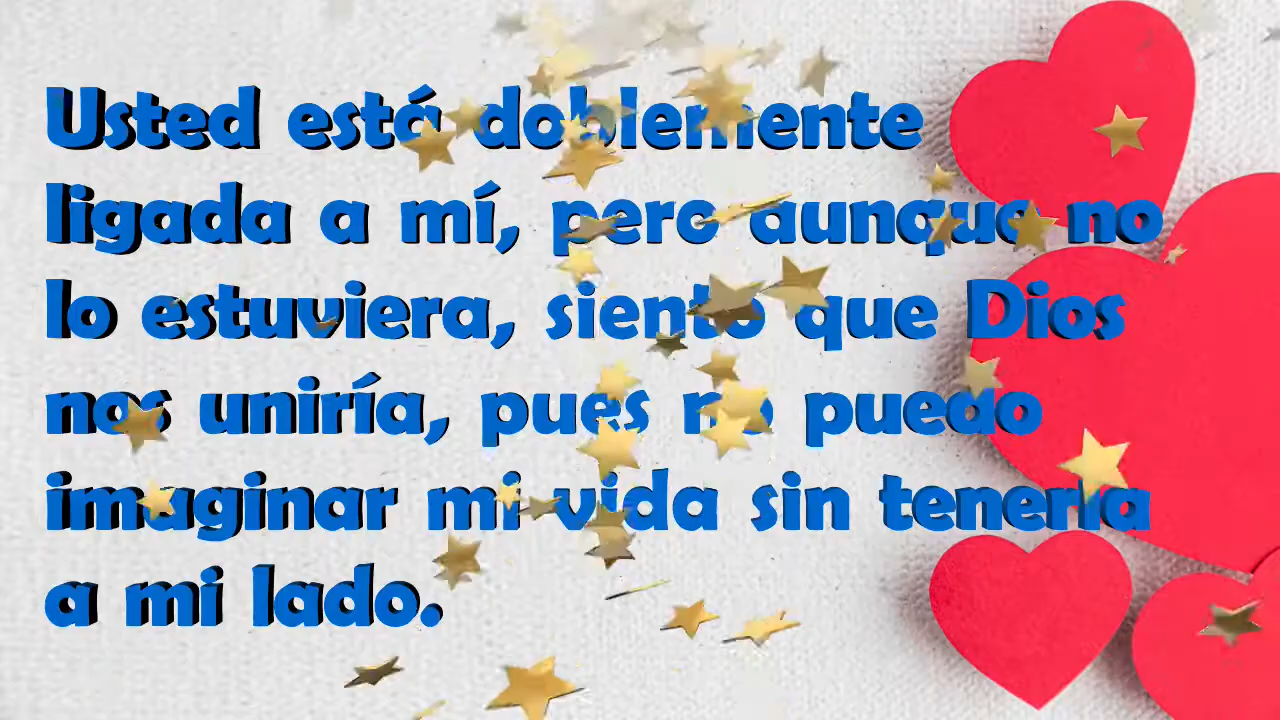 Usted está doblemente
ligada a mí, pero aunque no
lo estuviera, siento que Dios
nos uniría, pues no puedo
imaginar mi vida sin tenerla
a mi lado.